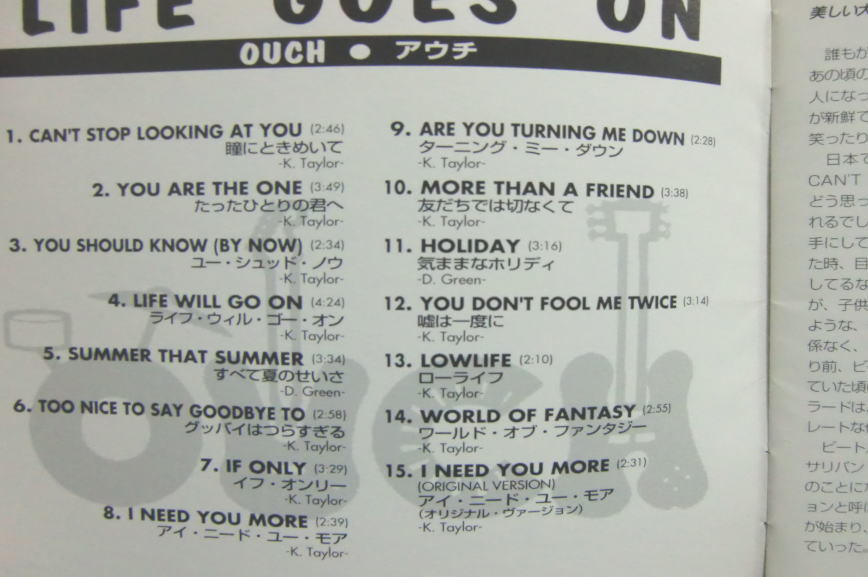 LIFE GOES ON
OUCH ● アウチ
1. CAN'T STOP LOOKING AT YOU (2:46)
瞳にときめいて
-K. Taylor-
2. YOU ARE THE ONE (3:49)
たったひとりの君へ
-K. Taylor-
3. YOU SHOULD KNOW (BY NOW) (2:34)
ユー・シュッド・ノウ
-K. Taylor-
4. LIFE WILL GO ON (4:24)
ライフ・ウィル・ゴー・オン
-K. Taylor-
5. SUMMER THAT SUMMER (3:34)
すべて夏のせいさ
-D. Green-
6. TOO NICE TO SAY GOODBYE TO (2:58)
グッバイはつらすぎる
-K. Taylor-
7. IF ONLY (3:29)
イフ・オンリー
-K. Taylor-
8. I NEED YOU MORE (2:39)
アイ・ニード・ユー・モア
-K. Taylor-
9. ARE YOU TURNING ME DOWN (2:28)
ターニング・ミー・ダウン
-K. Taylor-
10. MORE THAN A FRIEND (3:38)
友だちでは切なくて
-K. Taylor-
11. HOLIDAY (3:16)
気ままなホリディ
-D. Green-
12. YOU DON'T FOOL ME TWICE (3:14)
嘘は一度に
-K. Taylor-
13. LOWLIFE (2:10)
ローライフ
-K. Taylor-
14. WORLD OF FANTASY (2:55)
ワールド・オブ・ファンタジー
-K. Taylor-
15. I NEED YOU MORE (2:31)
(ORIGINAL VERSION)
アイ・ニード・ユー・モア
(オリジナル・ヴァージョン)
-K. Taylor-
美しい
誰もが
あの頃の
人になっ
が新鮮で
笑ったり
日本で
CAN'T
どう思っ
れるでし
手にして
た時、目
してるな
が、子供
ような、
係なく、
り前、ビー
ていた頃
ラードは
レートな
ビート
サリバン
のことに
ョンと呼
が始まり、
ていった。